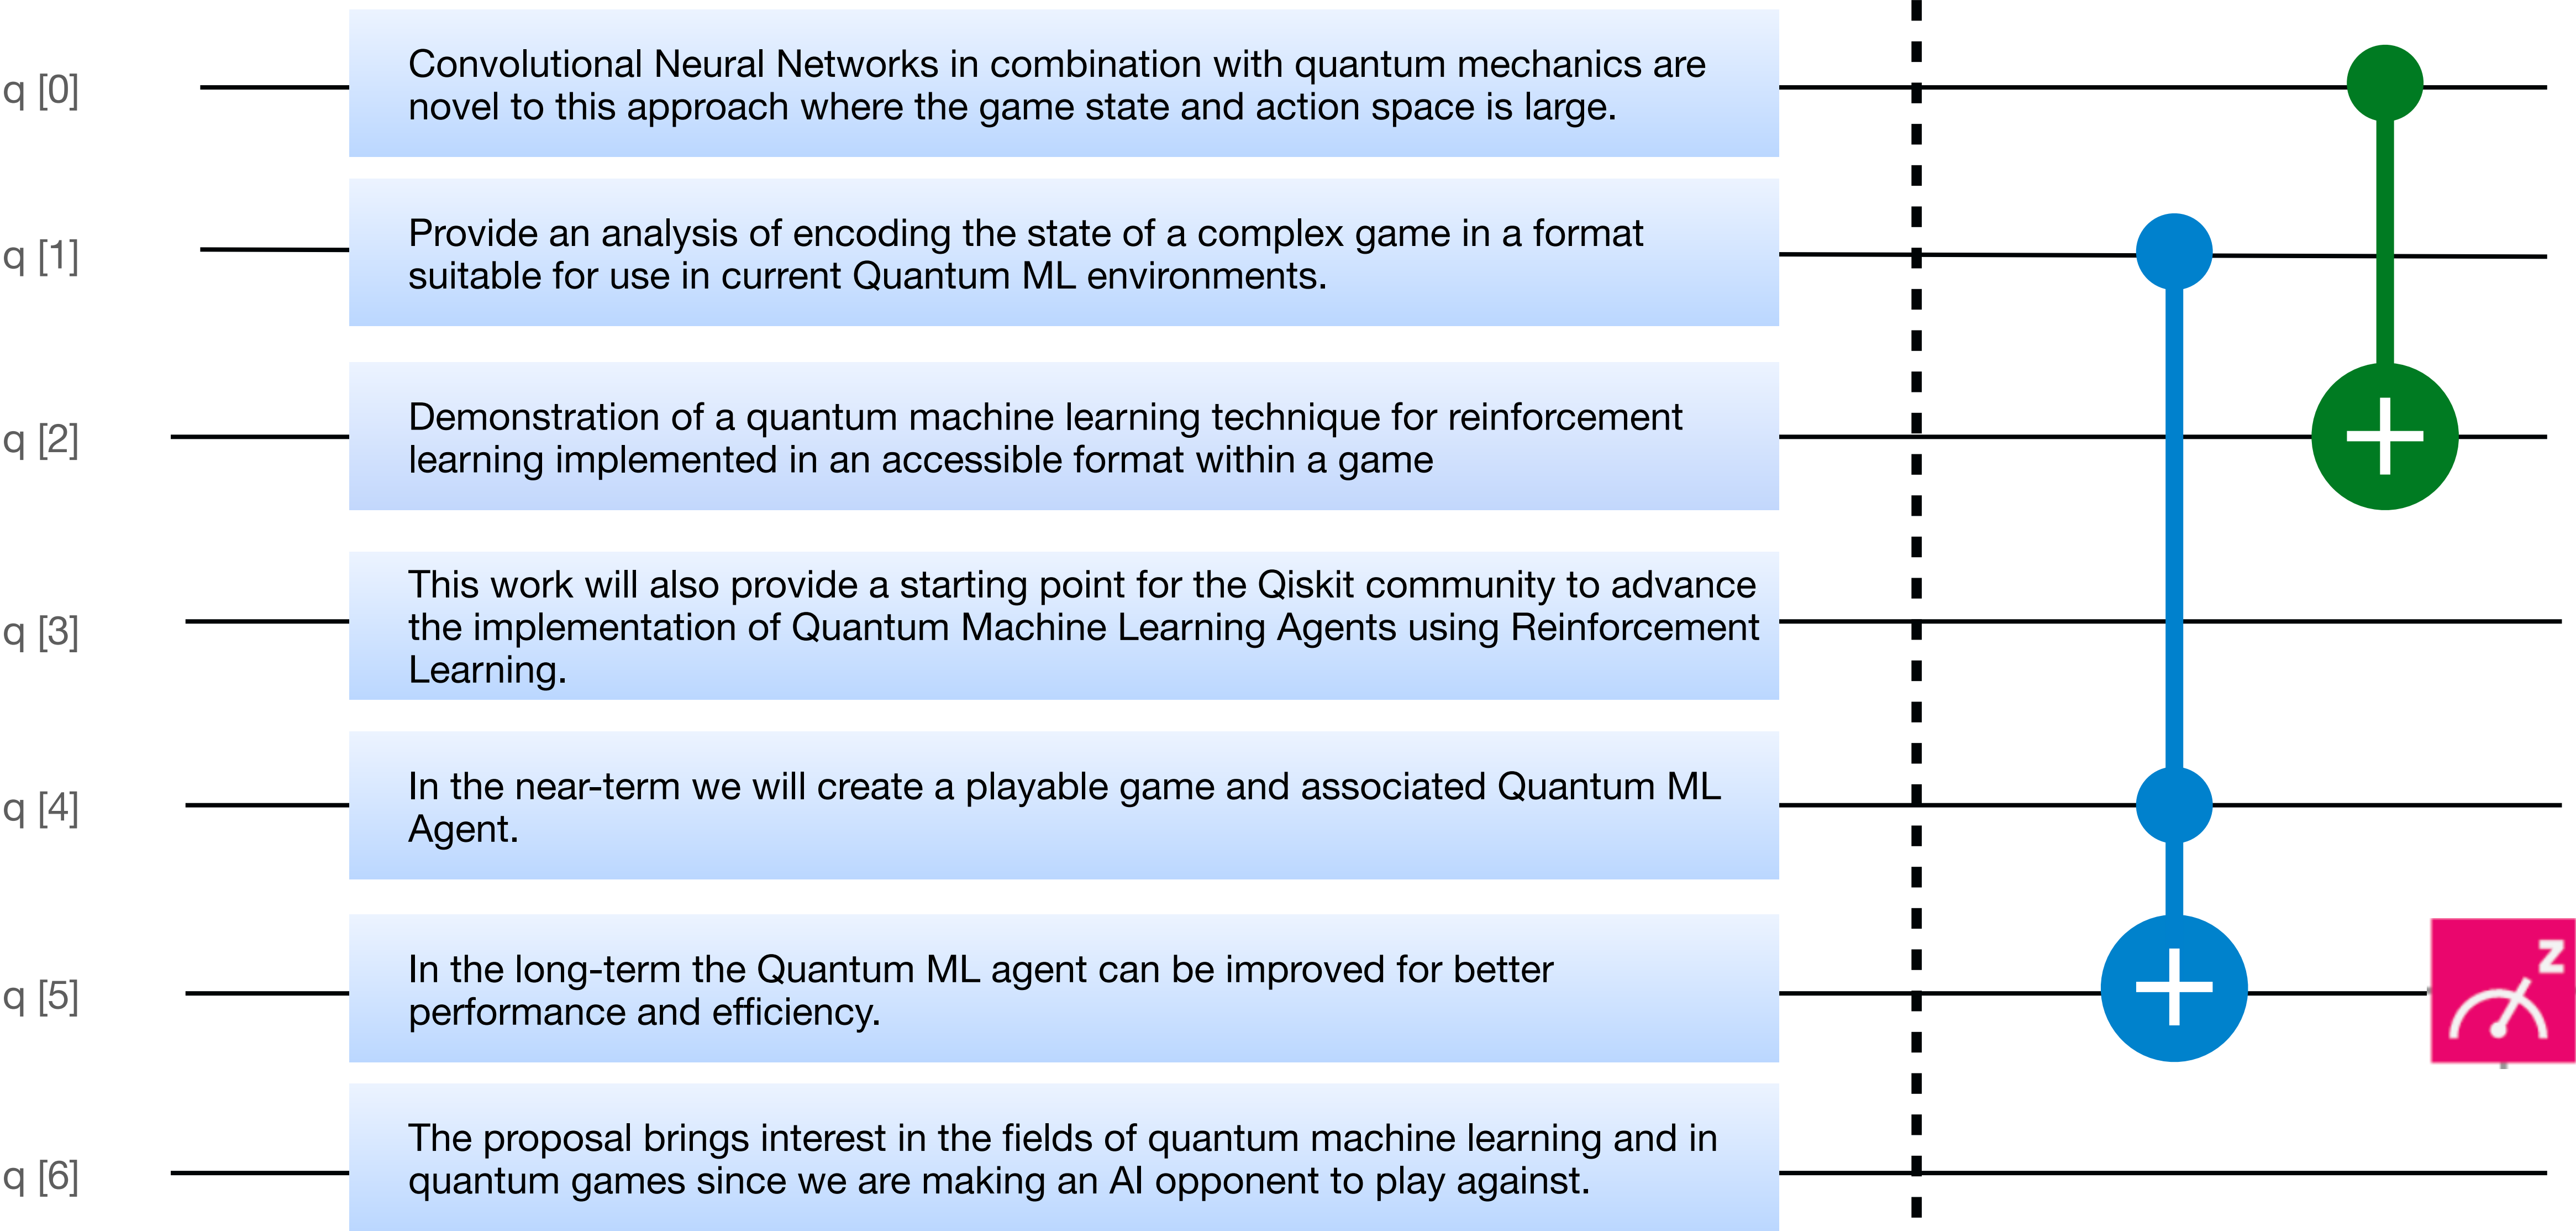 q [0]
Convolutional Neural Networks in combination with quantum mechanics are
novel to this approach where the game state and action space is large.
q [1]
Provide an analysis of encoding the state of a complex game in a format
suitable for use in current Quantum ML environments.
q [2]
Demonstration of a quantum machine learning technique for reinforcement
learning implemented in an accessible format within a game
q [3]
This work will also provide a starting point for the Qiskit community to advance
the implementation of Quantum Machine Learning Agents using Reinforcement
Learning.
q [4]
In the near-term we will create a playable game and associated Quantum ML
Agent.
q [5]
In the long-term the Quantum ML agent can be improved for better
performance and efficiency.
z
q [6]
The proposal brings interest in the fields of quantum machine learning and in
quantum games since we are making an AI opponent to play against.